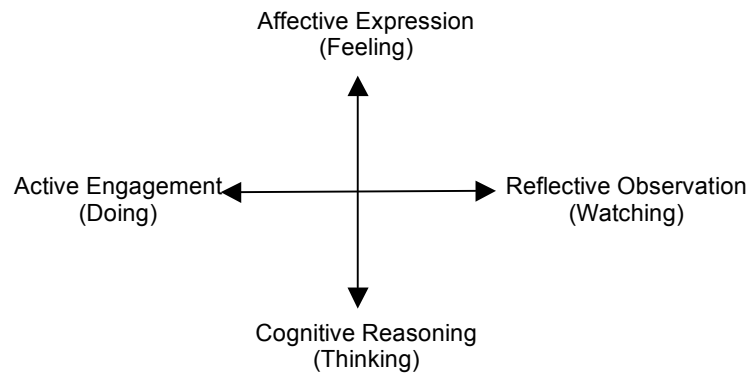 Affective Expression
(Feeling)
Active Engagement
(Doing)
Reflective Observation
(Watching)
Cognitive Reasoning
(Thinking)